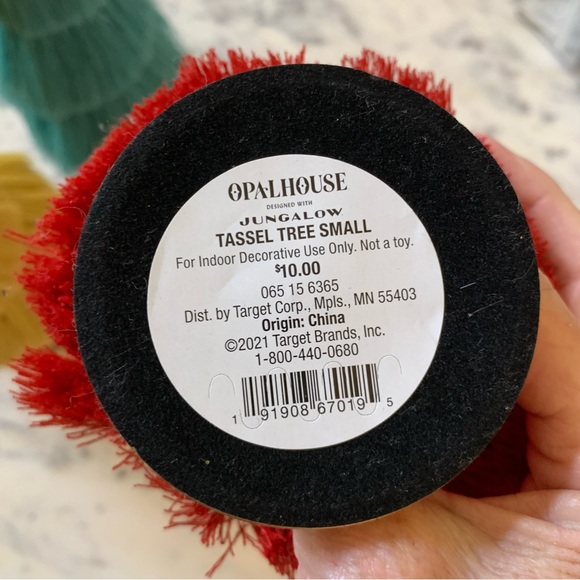 OPALHOUSE
DESIGNED WITH
JUNGALOW
TASSEL TREE SMALL
For Indoor Decorative Use Only. Not a toy.
$10.00
065 15 6365
Dist. by Target Corp., Mpls., MN 55403
Origin: China
©2021 Target Brands, Inc.
1-800-440-0680
1 91908 67019 5